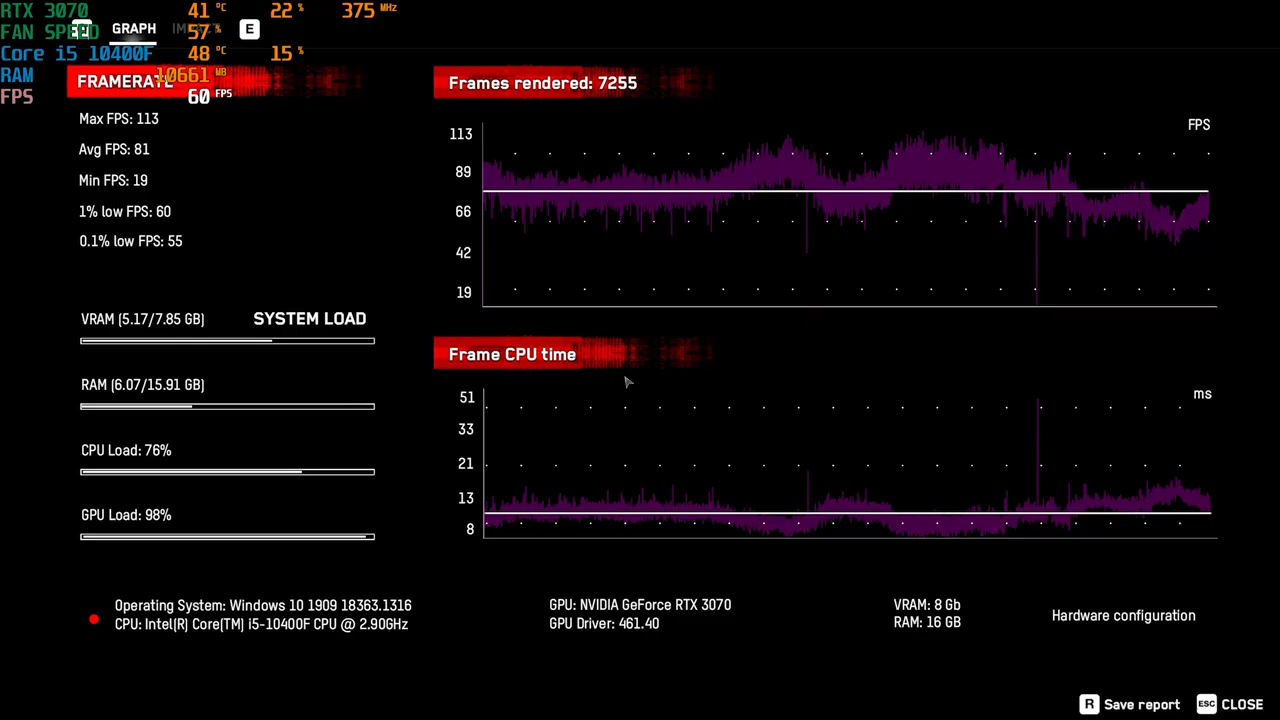 RTX 3070 41 °C 22 % 375 MHz
FAN SPEED 57 %
Core i5 10400F 48 °C 15 %
RAM 10661 MB
FPS 60 FPS
GRAPH
E
Max FPS: 113
Avg FPS: 81
Min FPS: 19
1% low FPS: 60
0.1% low FPS: 55
VRAM (5.17/7.85 GB) SYSTEM LOAD
RAM (6.07/15.91 GB)
CPU Load: 76%
GPU Load: 98%
Frames rendered: 7255
FPS
113
89
66
42
19
Frame CPU time
ms
51
33
21
13
8
Operating System: Windows 10 1909 18363.1316
CPU: Intel(R) Core(TM) i5-10400F CPU @ 2.90GHz
GPU: NVIDIA GeForce RTX 3070
GPU Driver: 461.40
VRAM: 8 Gb
RAM: 16 GB
Hardware configuration
R Save report ESC CLOSE